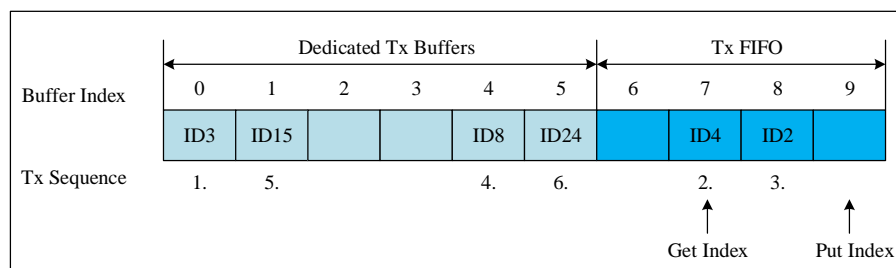 Dedicated Tx Buffers Tx FIFO
Buffer Index 0 1 2 3 4 5 6 7 8 9
ID3 ID15 ID8 ID24 ID4 ID2
Tx Sequence 1. 5. 4. 6. 2. 3.
Get Index Put Index